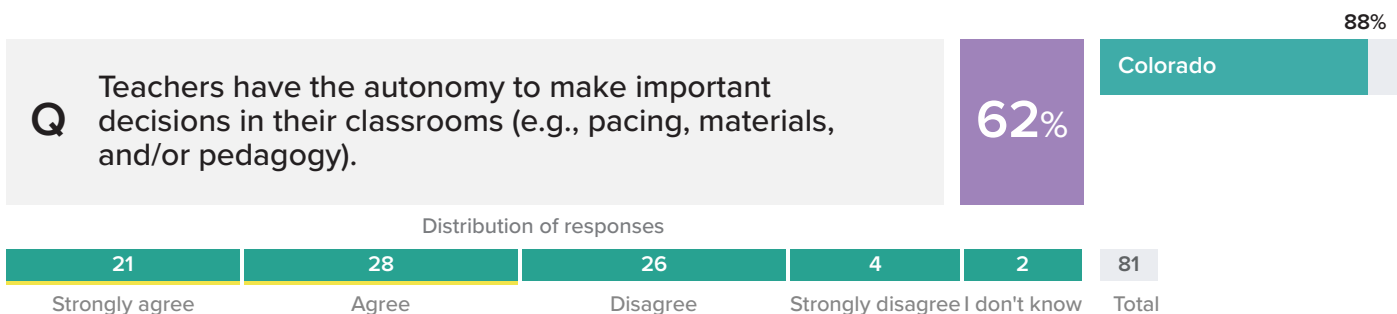 88%
Q
Teachers have the autonomy to make important
decisions in their classrooms (e.g., pacing, materials,
and/or pedagogy).
62%
Colorado
Distribution of responses
21 28 26 4 2 81
Strongly agree Agree Disagree Strongly disagree I don't know Total